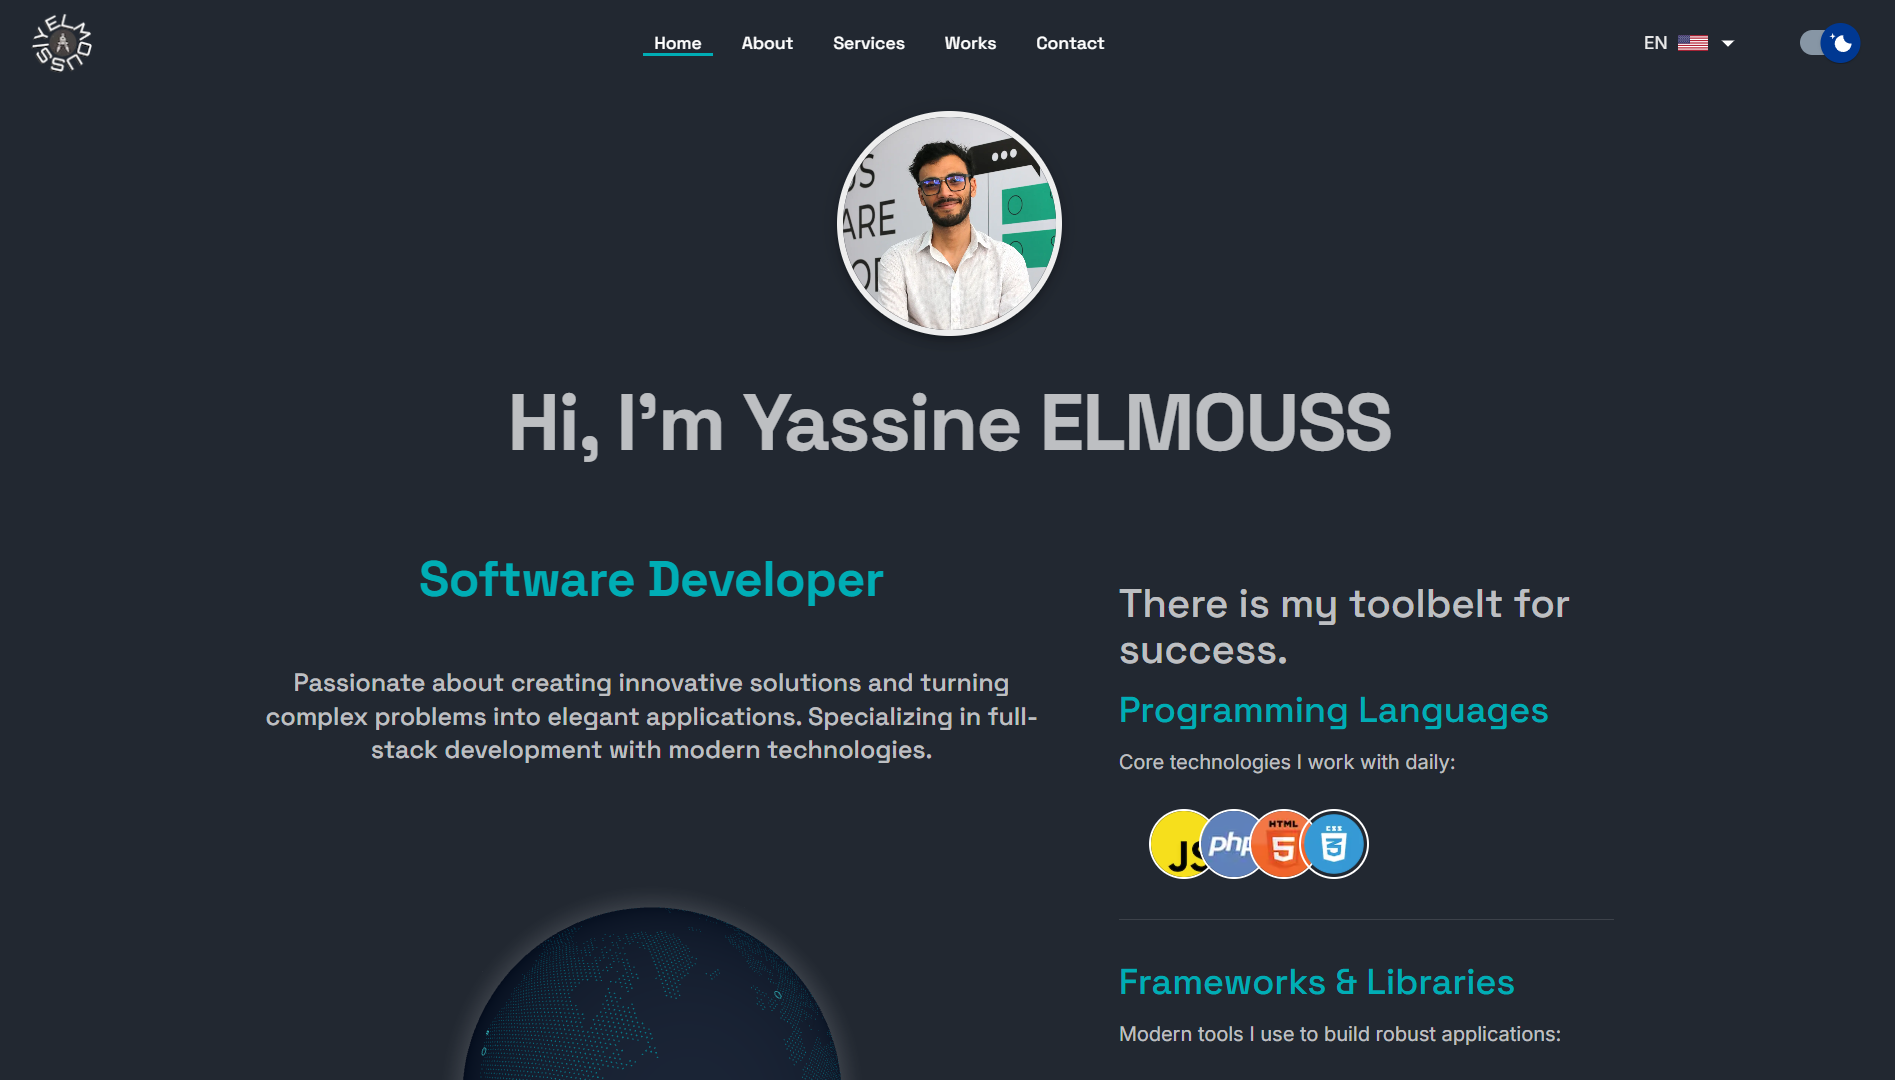 YELMOUSSI
Home About Services Works Contact
EN
US
ARE
Hi, I'm Yassine ELMOUSS
Software Developer
Passionate about creating innovative solutions and turning
complex problems into elegant applications. Specializing in full-
stack development with modern technologies.
There is my toolbelt for
success.
Programming Languages
Core technologies I work with daily:
JS php HTML 5 CSS 3
Frameworks & Libraries
Modern tools I use to build robust applications: